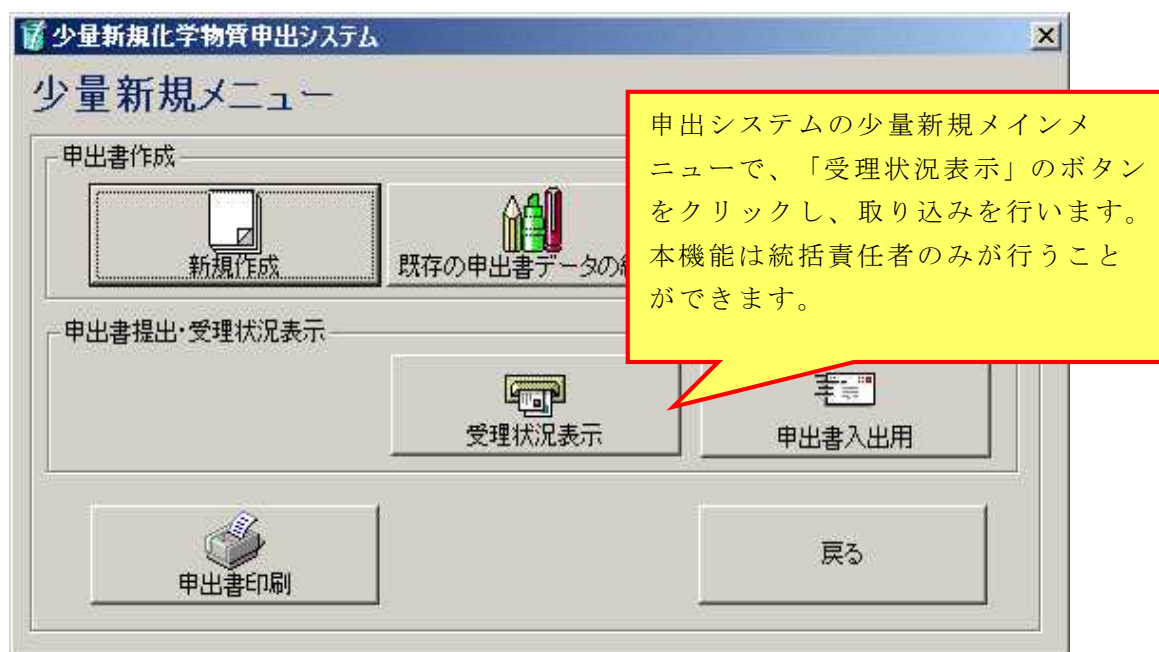 少量新規化学物質申出システム
少量新規メニュー
申出システムの少量新規メインメ
ニューで、「受理状況表示」のボタン
をクリックし、取り込みを行います。
本機能は統括責任者のみが行うこと
ができます。
申出書作成
新規作成
既存の申出書データの
申出書提出・受理状況表示
受理状況表示
申出書入出用
申出書印刷
戻る